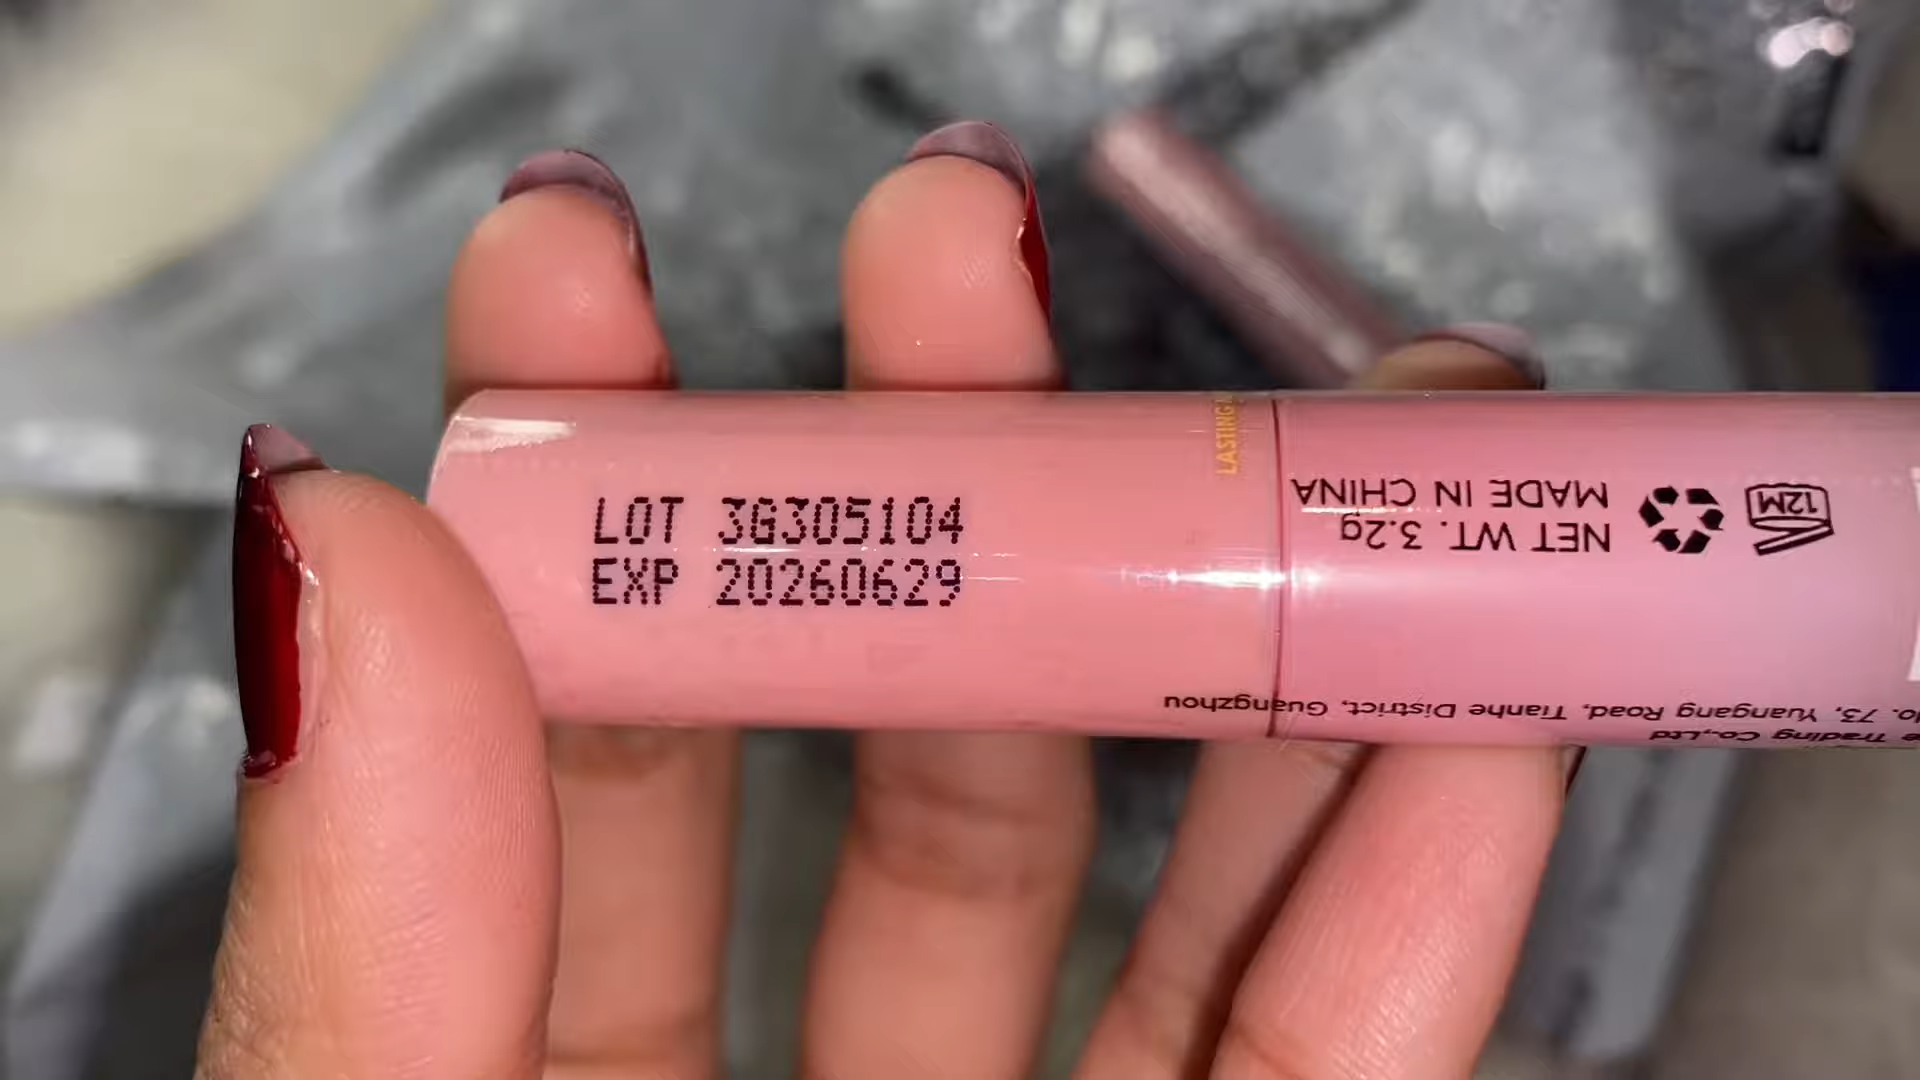 LOT 3G305104
EXP 20260629
LASTING
12M
NET WT. 3.2g
MADE IN CHINA
Trading Co.,Ltd
73, Yuangang Road, Tianhe District, Guangzhou